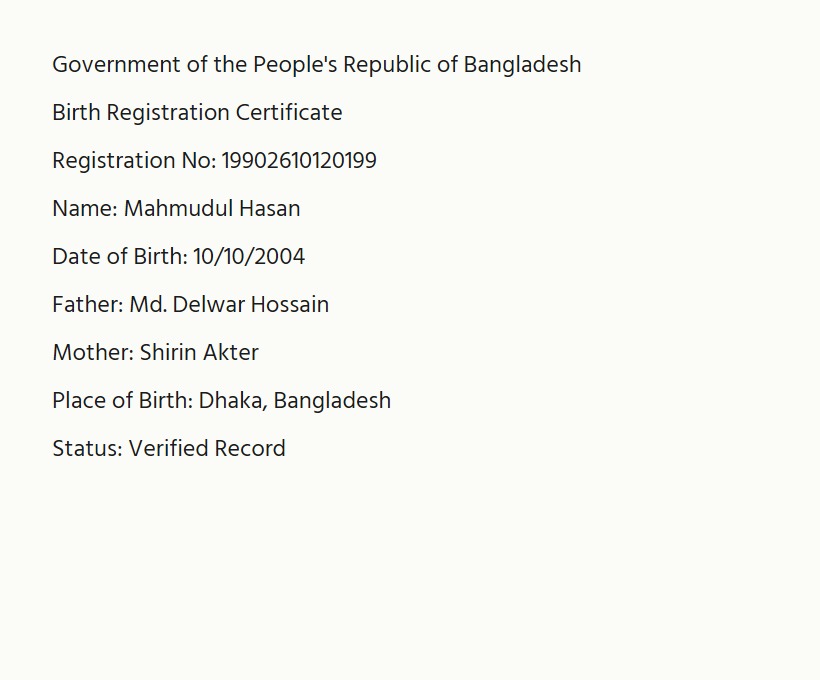 Government of the People's Republic of Bangladesh
Birth Registration Certificate
Registration No: 19902610120199
Name: Mahmudul Hasan
Date of Birth: 10/10/2004
Father: Md. Delwar Hossain
Mother: Shirin Akter
Place of Birth: Dhaka, Bangladesh
Status: Verified Record